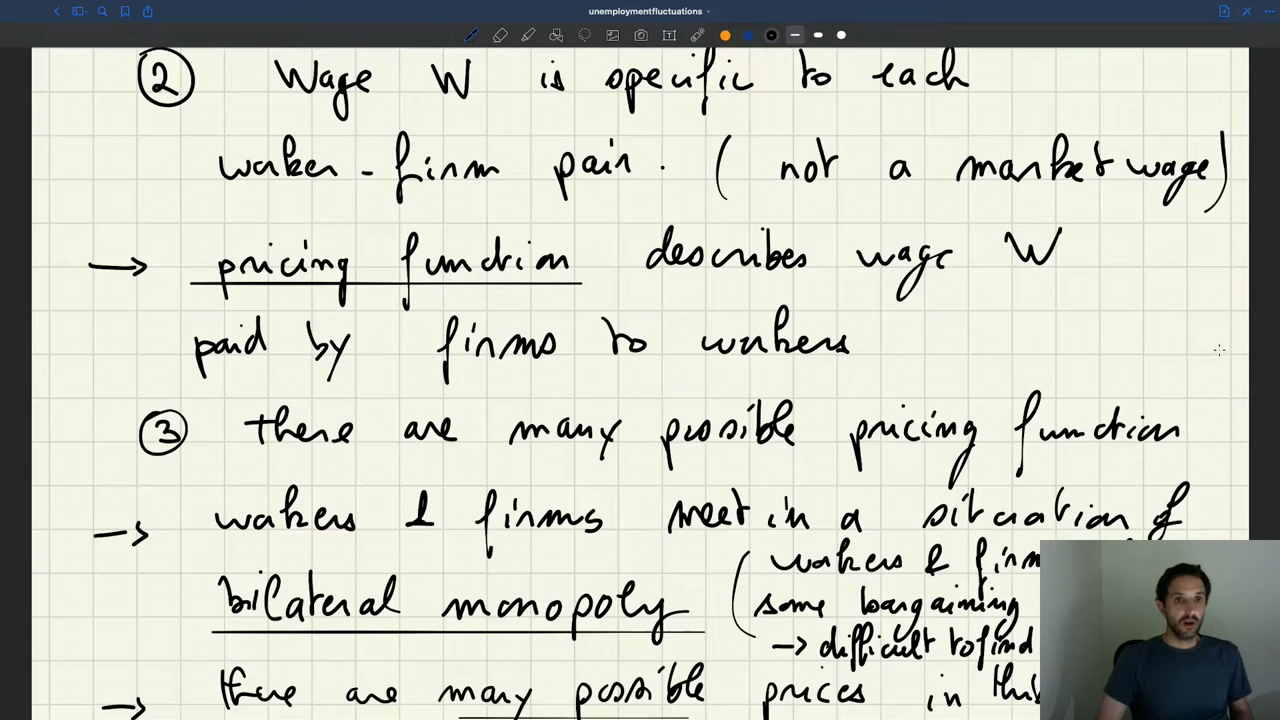 unemploymentfluctuations
② Wage W is specific to each
worker-firm pair. (not a market wage)
→ pricing function describes wage W
paid by firms to workers
③ there are many possible pricing function
→ workers & firms meet in a situation of
(workers & firm
bilateral monopoly
some bargaining
→ difficult to find
→ there are many possible prices in this